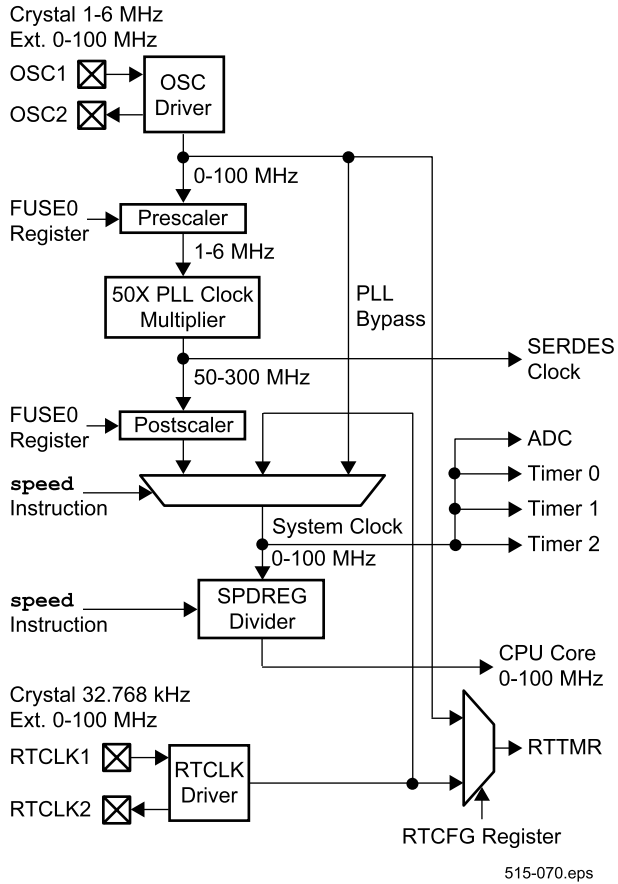 Crystal 1-6 MHz
Ext. 0-100 MHz
OSC1
OSC2
OSC
Driver
0-100 MHz
FUSE0
Register
Prescaler
1-6 MHz
50X PLL Clock
Multiplier
PLL
Bypass
SERDES
Clock
50-300 MHz
FUSE0
Register
Postscaler
ADC
Timer 0
speed
Instruction
Timer 1
System Clock
Timer 2
0-100 MHz
SPDREG
Divider
speed
Instruction
CPU Core
0-100 MHz
Crystal 32.768 kHz
Ext. 0-100 MHz
RTCLK1
RTCLK2
RTCLK
Driver
RTTMR
RTCFG Register
515-070.eps